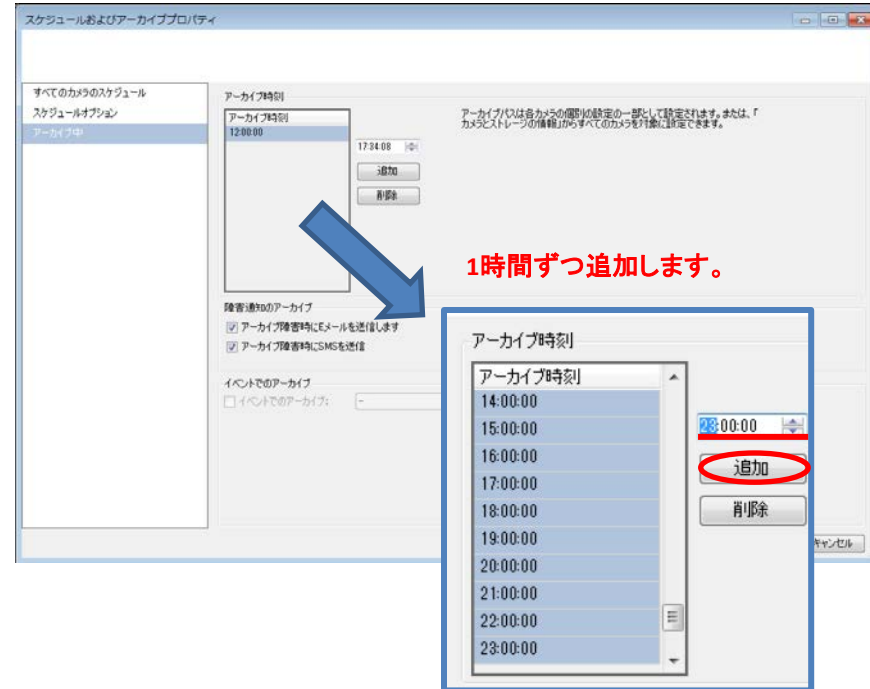 スケジュールおよびアーカイブプロパティ
すべてのカメラのスケジュール
スケジュールオプション
アーカイブ中
アーカイブ時刻
アーカイブ時刻
12:00:00
17:34:08
追加
削除
アーカイブパスは各カメラの個別の設定の一部として設定されます。または、「
カメラとストレージの情報」からすべてのカメラを対象に設定できます。
1時間ずつ追加します。
障害通知のアーカイブ
アーカイブ障害時にEメールを送信します
アーカイブ障害時にSMSを送信
イベントでのアーカイブ
イベントでのアーカイブ:
-
アーカイブ時刻
アーカイブ時刻
14:00:00
15:00:00
16:00:00
17:00:00
18:00:00
19:00:00
20:00:00
21:00:00
22:00:00
23:00:00
23:00:00
追加
削除
キャンセル